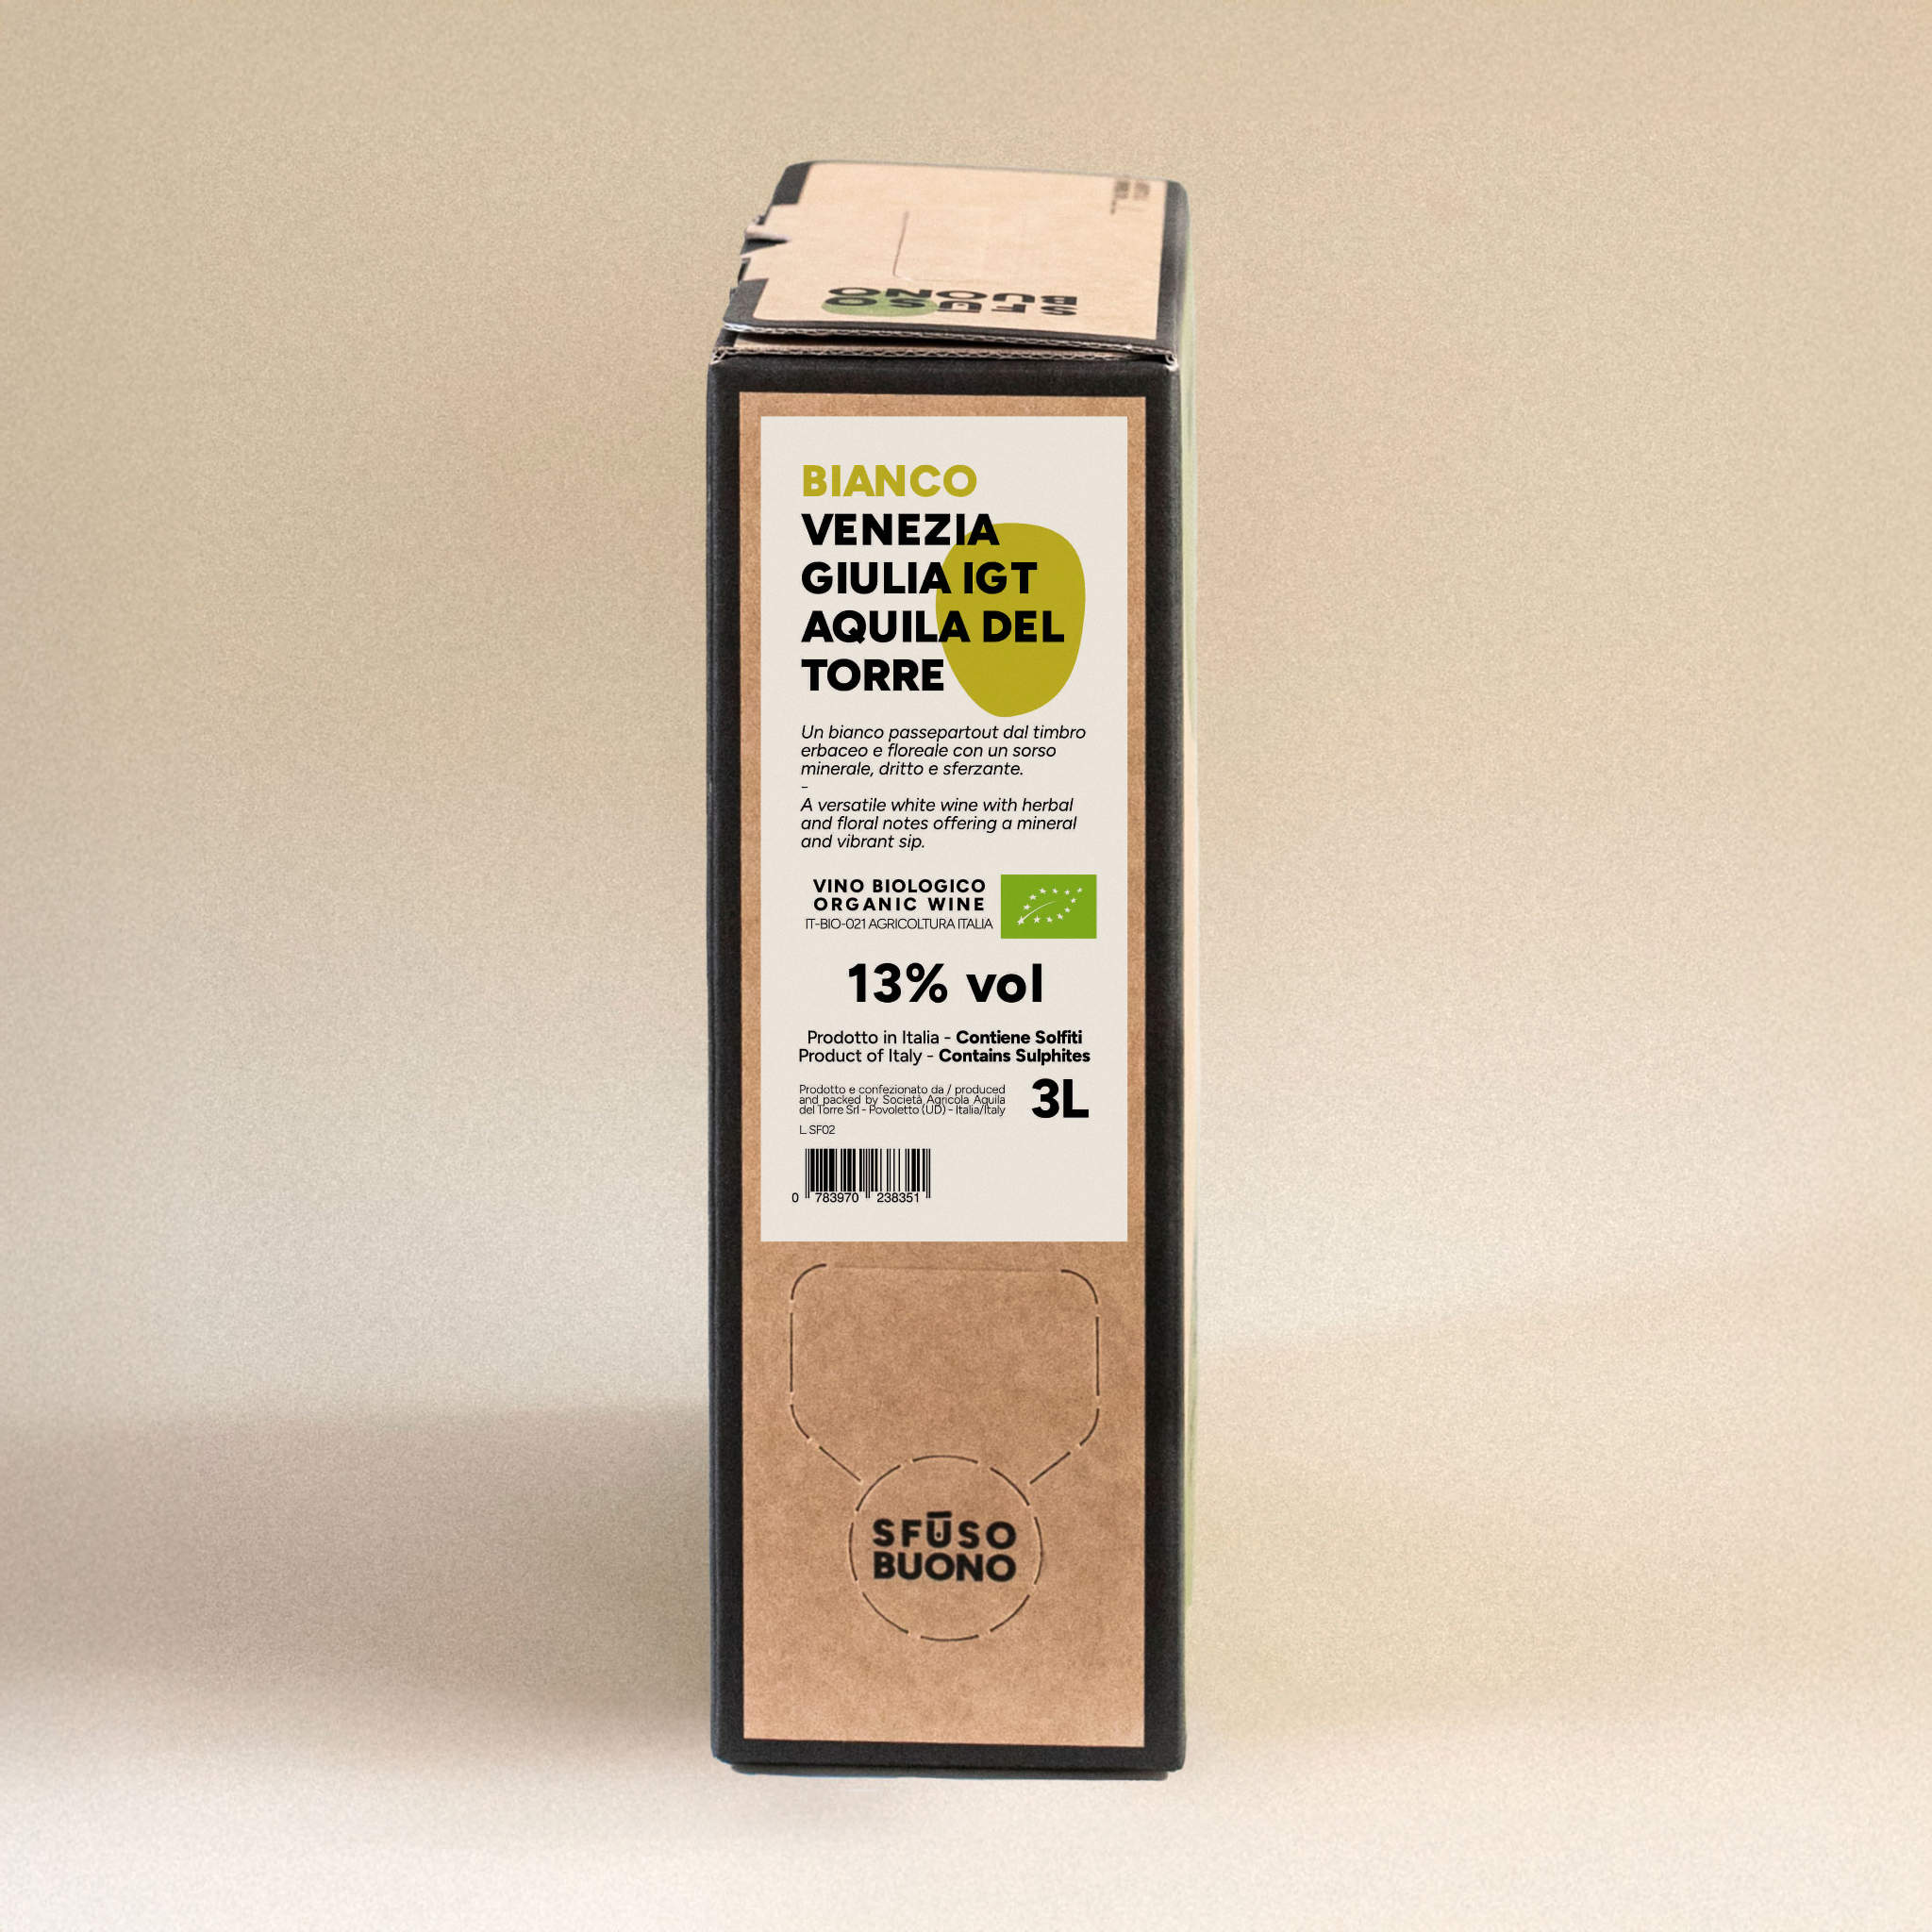 SFŪSO
BUONO
BIANCO
VENEZIA
GIULIA IGT
AQUILA DEL
TORRE
Un bianco passepartout dal timbro
erbaceo e floreale con un sorso
minerale, dritto e sferzante.
-
A versatile white wine with herbal
and floral notes offering a mineral
and vibrant sip.
VINO BIOLOGICO
ORGANIC WINE
IT-BIO-021 AGRICOLTURA ITALIA
13% vol
Prodotto in Italia - Contiene Solfiti
Product of Italy - Contains Sulphites
Prodotto e confezionato da / produced
and packed by Società Agricola Aquila
del Torre Srl - Povoletto (UD) - Italia/Italy
3L
L. SF02
0 783970 238351
SFŪSO
BUONO